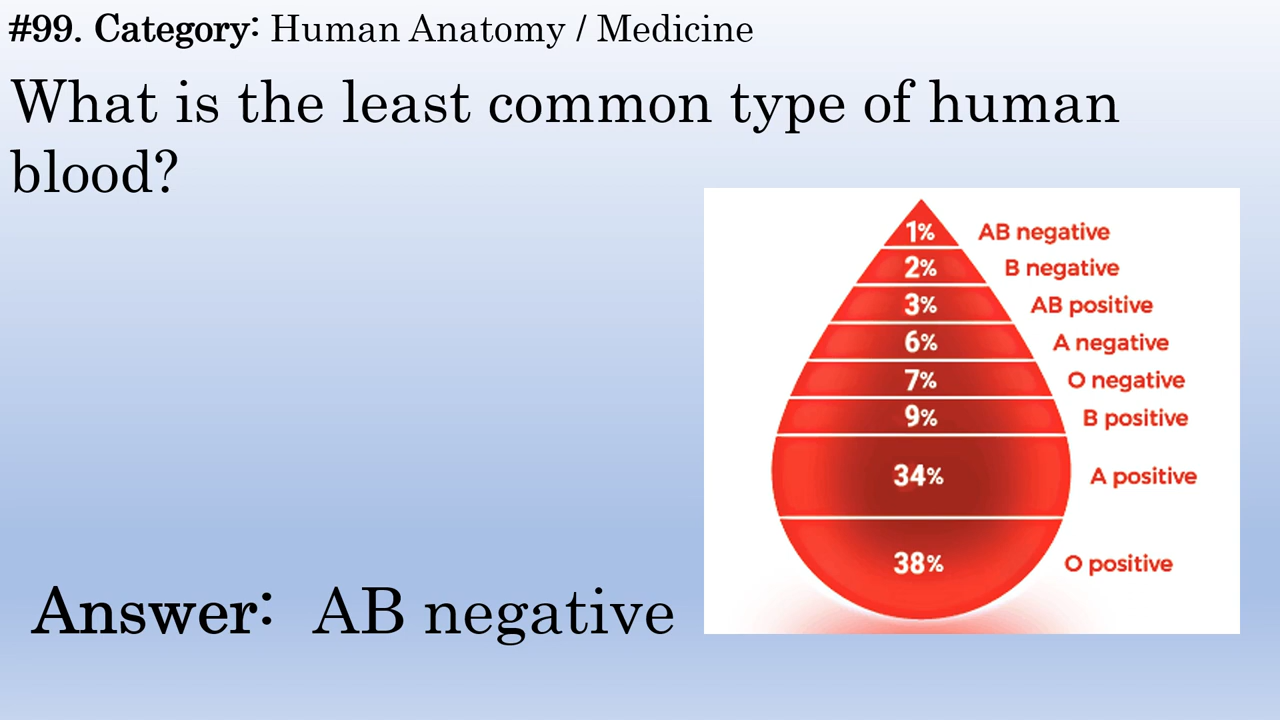 #99. Category: Human Anatomy / Medicine
What is the least common type of human
blood?
1% AB negative
2% B negative
3% AB positive
6% A negative
7% O negative
9% B positive
34% A positive
38% O positive
Answer: AB negative